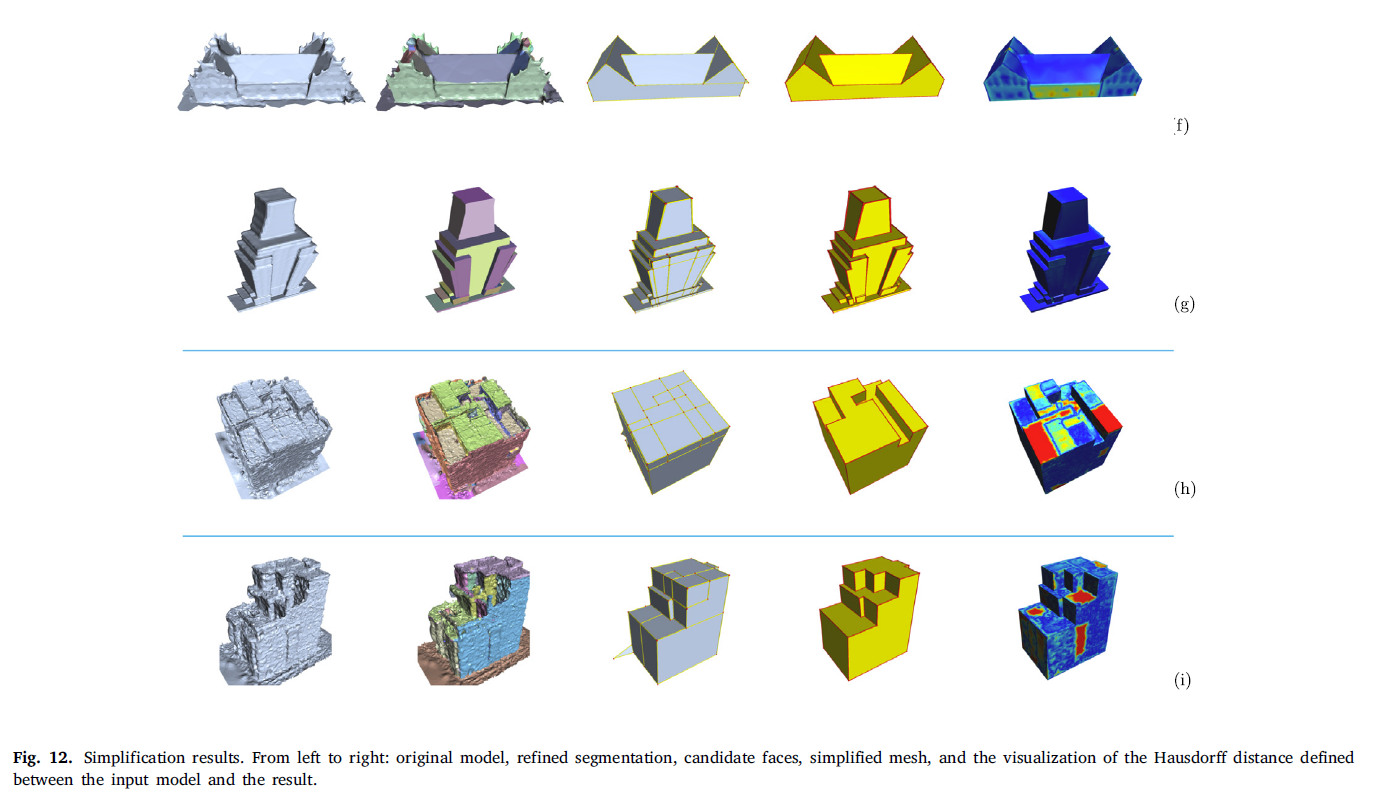 (f)
(g)
(h)
(i)
Fig. 12. Simplification results. From left to right: original model, refined segmentation, candidate faces, simplified mesh, and the visualization of the Hausdorff distance defined
between the input model and the result.